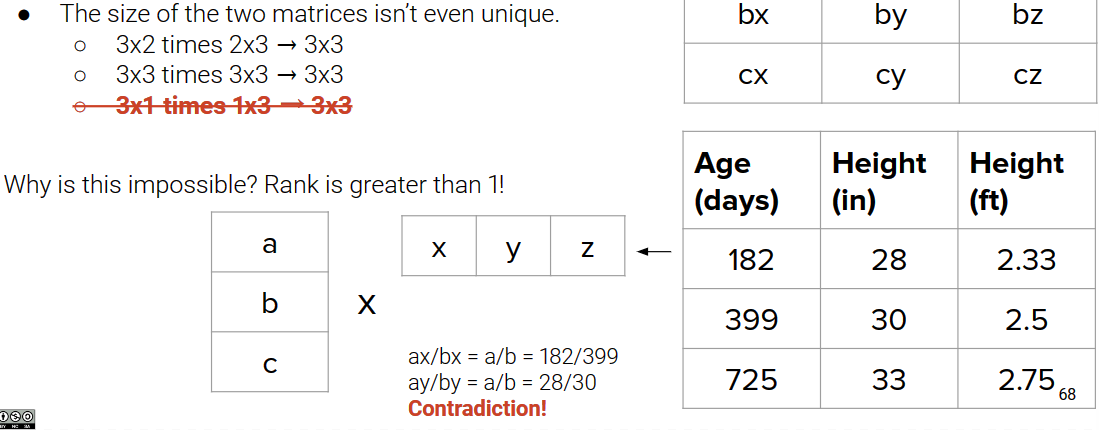 ● The size of the two matrices isn't even unique.
○ 3x2 times 2x3 → 3x3
○ 3x3 times 3x3 → 3x3
○ 3x1 times 1x3 → 3x3
bx by bz
cx cy cz
Why is this impossible? Rank is greater than 1!
a
b
c
X
x y z
ax/bx = a/b = 182/399
ay/by = a/b = 28/30
Contradiction!
Age (days) Height (in) Height (ft)
182 28 2.33
399 30 2.5
725 33 2.75
68
BY NC SA